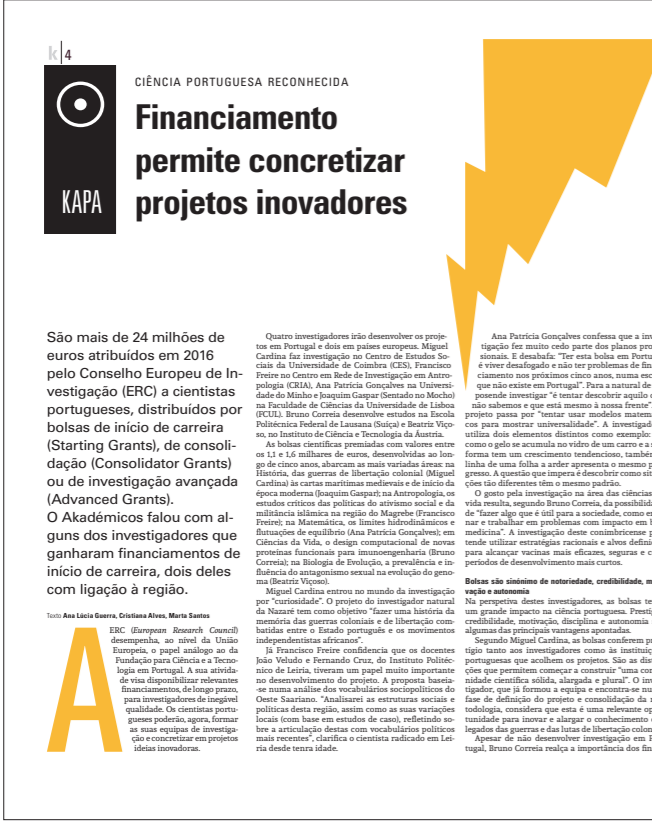 k|4
KAPA
CIÊNCIA PORTUGUESA RECONHECIDA
Financiamento
permite concretizar
projetos inovadores
São mais de 24 milhões de
euros atribuídos em 2016
pelo Conselho Europeu de In-
vestigação (ERC) a cientistas
portugueses, distribuídos por
bolsas de início de carreira
(Starting Grants), de consoli-
dação (Consolidator Grants)
ou de investigação avançada
(Advanced Grants).
O Akadémicos falou com al-
guns dos investigadores que
ganharam financiamentos de
início de carreira, dois deles
com ligação à região.
Texto Ana Lúcia Guerra, Cristiana Alves, Marta Santos
A
ERC (European Research Council)
desempenha, ao nível da União
Europeia, o papel análogo ao da
Fundação para Ciência e a Tecno-
logia em Portugal. A sua ativida-
de visa disponibilizar relevantes
financiamentos, de longo prazo,
para investigadores de inegável
qualidade. Os cientistas portu-
gueses poderão, agora, formar
as suas equipas de investiga-
ção e concretizar em projetos
ideias inovadoras.
Quatro investigadores irão desenvolver os proje-
tos em Portugal e dois em países europeus. Miguel
Cardina faz investigação no Centro de Estudos So-
ciais da Universidade de Coimbra (CES), Francisco
Freire no Centro em Rede de Investigação em Antro-
pologia (CRIA), Ana Patrícia Gonçalves na Universi-
dade do Minho e Joaquim Gaspar (Sentado no Mocho)
na Faculdade de Ciências da Universidade de Lisboa
(FCUL). Bruno Correia desenvolve estudos na Escola
Politécnica Federal de Lausana (Suíça) e Beatriz Viço-
so, no Instituto de Ciência e Tecnologia da Áustria.
As bolsas científicas premiadas com valores entre
os 1,1 e 1,6 milhares de euros, desenvolvidas ao lon-
go de cinco anos, abarcam as mais variadas áreas: na
História, das guerras de libertação colonial (Miguel
Cardina) às cartas marítimas medievais e de início da
época moderna (Joaquim Gaspar); na Antropologia, os
estudos críticos das políticas do ativismo social e da
militância islâmica na região do Magrebe (Francisco
Freire); na Matemática, os limites hidrodinâmicos e
flutuações de equilíbrio (Ana Patrícia Gonçalves); em
Ciências da Vida, o design computacional de novas
proteínas funcionais para imunoengenharia (Bruno
Correia); na Biologia de Evolução, a prevalência e in-
fluência do antagonismo sexual na evolução do geno-
ma (Beatriz Viçoso).
Miguel Cardina entrou no mundo da investigação
por "curiosidade". O projeto do investigador natural
da Nazaré tem como objetivo "fazer uma história da
memória das guerras coloniais e de libertação com-
batidas entre o Estado português e os movimentos
independentistas africanos".
Já Francisco Freire confidencia que os docentes
João Veludo e Fernando Cruz, do Instituto Politéc-
nico de Leiria, tiveram um papel muito importante
no desenvolvimento do projeto. A proposta baseia-
-se numa análise dos vocabulários sociopolíticos do
Oeste Saariano. "Analisarei as estruturas sociais e
políticas desta região, assim como as suas variações
locais (com base em estudos de caso), refletindo so-
bre a articulação destas com vocabulários políticos
mais recentes", clarifica o cientista radicado em Lei-
ria desde tenra idade.
Ana Patrícia Gonçalves confessa que a inv
tigação fez muito cedo parte dos planos pro
sionais. E desabafa: "Ter esta bolsa em Portu
é viver desafogado e não ter problemas de fin
ciamento nos próximos cinco anos, numa esc
que não existe em Portugal". Para a natural de
posende investigar "é tentar descobrir aquilo q
não sabemos e que está mesmo à nossa frente".
projeto passa por "tentar usar modelos matem
cos para mostrar universalidade". A investigad
utiliza dois elementos distintos como exemplo:
como o gelo se acumula no vidro de um carro e a s
forma tem um crescimento tendencioso, també
linha de uma folha a arder apresenta o mesmo p
gresso. A questão que impera é descobrir como sit
ções tão diferentes têm o mesmo padrão.
O gosto pela investigação na área das ciências
vida resulta, segundo Bruno Correia, da possibilida
de "fazer algo que é útil para a sociedade, como en
nar e trabalhar em problemas com impacto em b
medicina". A investigação deste conimbricense p
tende utilizar estratégias racionais e alvos defini
para alcançar vacinas mais eficazes, seguras e c
períodos de desenvolvimento mais curtos.
Bolsas são sinónimo de notoriedade, credibilidade, m
vação e autonomia
Na perspetiva destes investigadores, as bolsas te
um grande impacto na ciência portuguesa. Prestíg
credibilidade, motivação, disciplina e autonomia
algumas das principais vantagens apontadas.
Segundo Miguel Cardina, as bolsas conferem pr
tígio tanto aos investigadores como às instituiç
portuguesas que acolhem os projetos. São as dist
ções que permitem começar a construir "uma com
nidade científica sólida, alargada e plural". O inv
tigador, que já formou a equipa e encontra-se nu
fase de definição do projeto e consolidação da m
todologia, considera que esta é uma relevante op
tunidade para inovar e alargar o conhecimento d
legados das guerras e das lutas de libertação colon
Apesar de não desenvolver investigação em P
tugal, Bruno Correia realça a importância dos fin